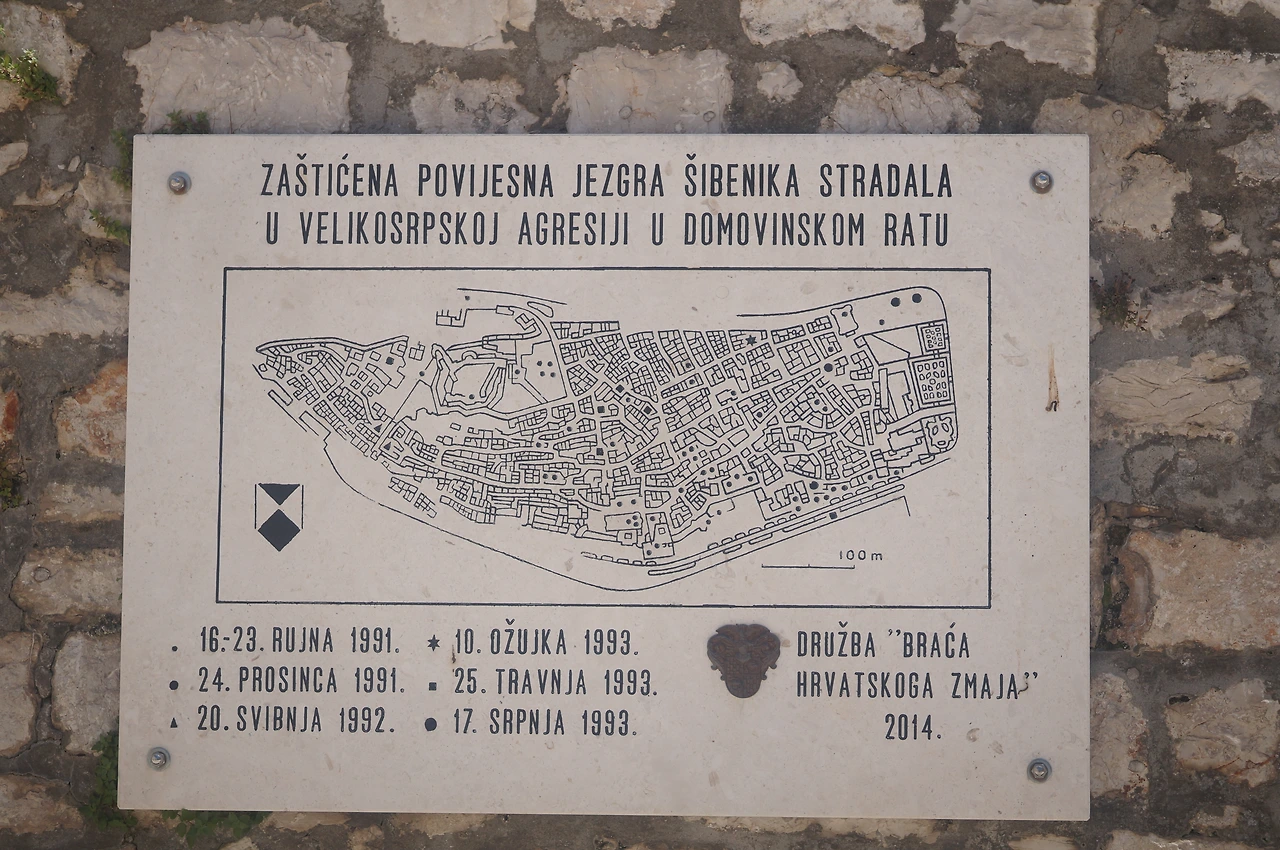 ZAŠTIĆENA POVIJESNA JEZGRA ŠIBENIKA STRADALA
U VELIKOSRPSKOJ AGRESIJI U DOMOVINSKOM RATU
100m
16.-23. RUJNA 1991.
24. PROSINCA 1991.
20. SVIBNJA 1992.
10. OŽUJKA 1993.
25. TRAVNJA 1993.
17. SRPNJA 1993.
DRUŽBA "BRAĆA
HRVATSKOGA ZMAJA"
2014.